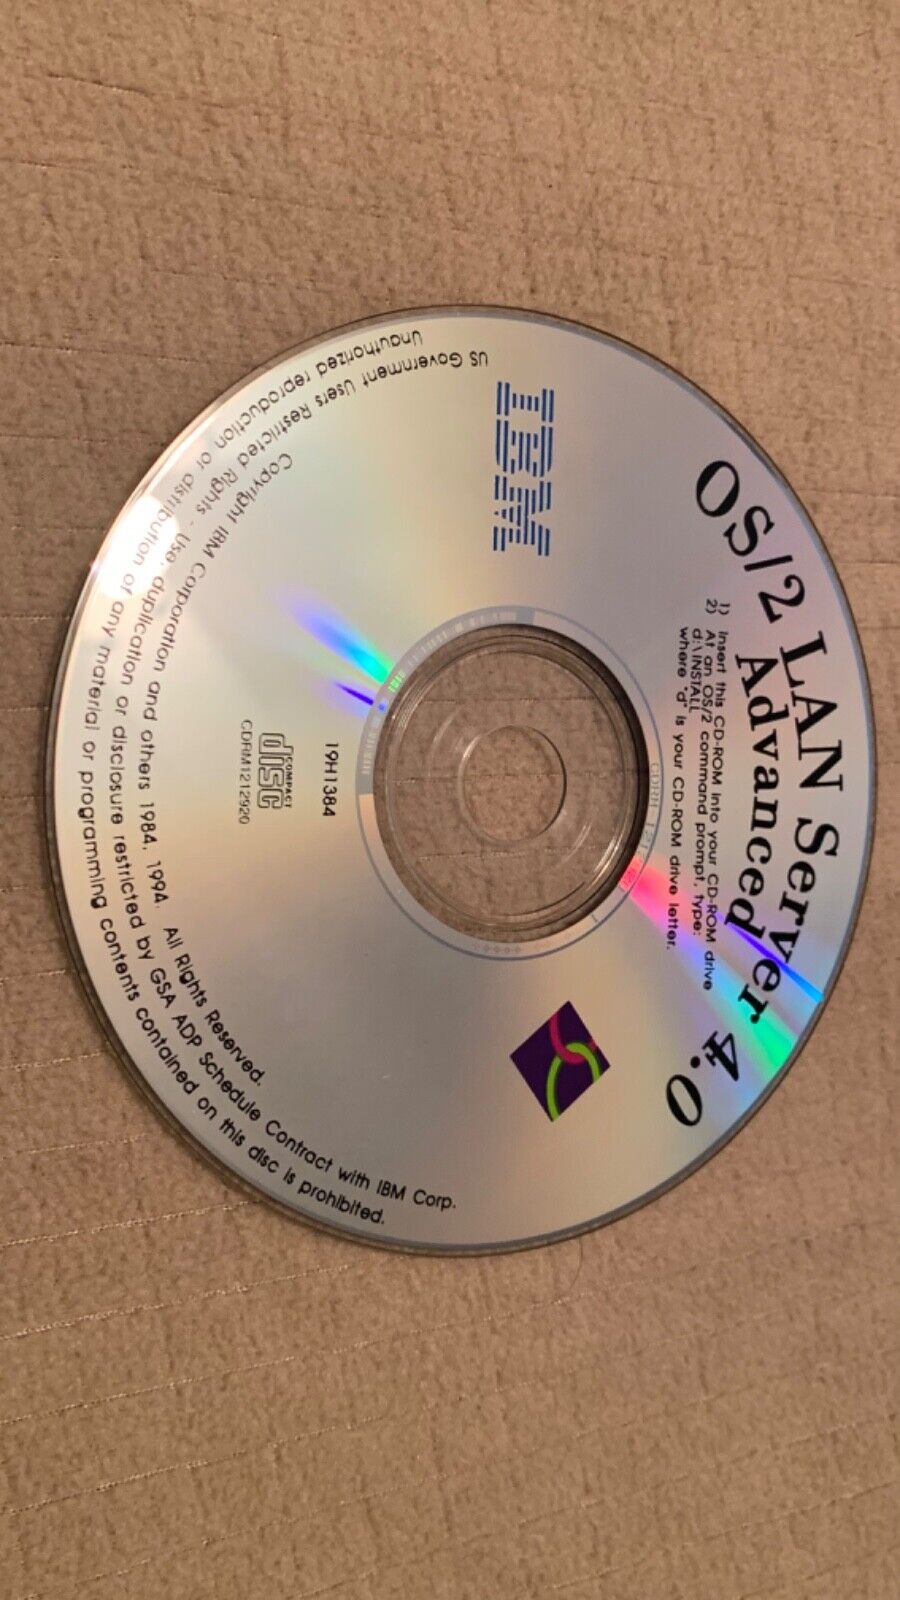 OS/2 LAN Server 4.0
Advanced
1) Insert this CD-ROM into your CD-ROM drive
2) At an OS/2 command prompt, type:
d:\INSTALL
where "d" is your CD-ROM drive letter.
IBM
19H1384
COMPACT
disc
CDRM1212920
Copyright IBM Corporation and others 1984, 1994. All Rights Reserved.
US Government Users Restricted Rights - Use, duplication or disclosure restricted by GSA ADP Schedule Contract with IBM Corp.
Unauthorized reproduction or distribution of any material or programming contents contained on this disc is prohibited.